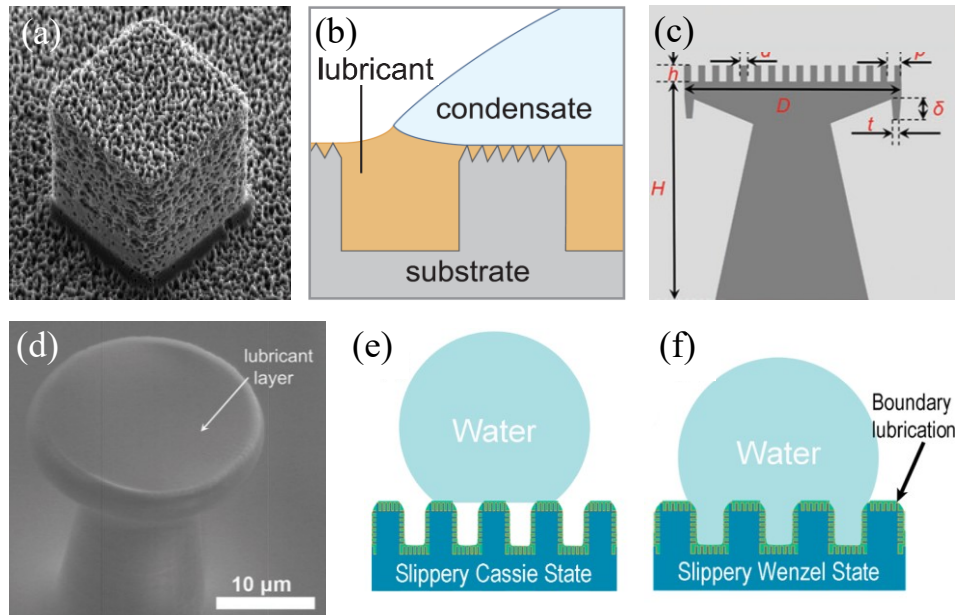 (a)
(b)
lubricant
condensate
substrate
(c)
h
D
δ
t
H
(d)
lubricant
layer
10 µm
(e)
Water
Slippery Cassie State
(f)
Water
Boundary
lubrication
Slippery Wenzel State